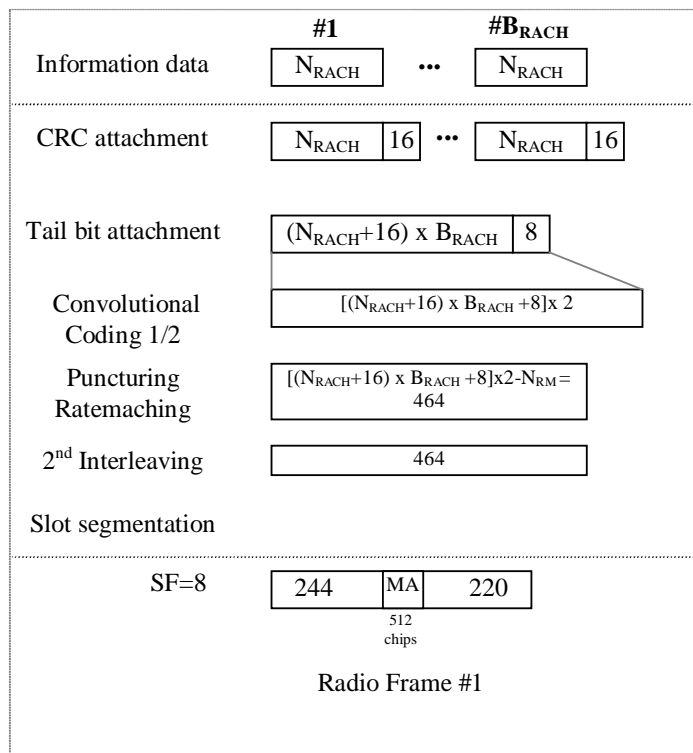 #1 #B_RACH
Information data N_RACH ... N_RACH
CRC attachment N_RACH 16 ... N_RACH 16
Tail bit attachment (N_RACH+16) x B_RACH 8
Convolutional
Coding 1/2
[(N_RACH+16) x B_RACH +8]x 2
Puncturing
Ratemaching
[(N_RACH+16) x B_RACH +8]x2-N_RM =
464
2nd Interleaving 464
Slot segmentation
SF=8 244 MA 220
512
chips
Radio Frame #1